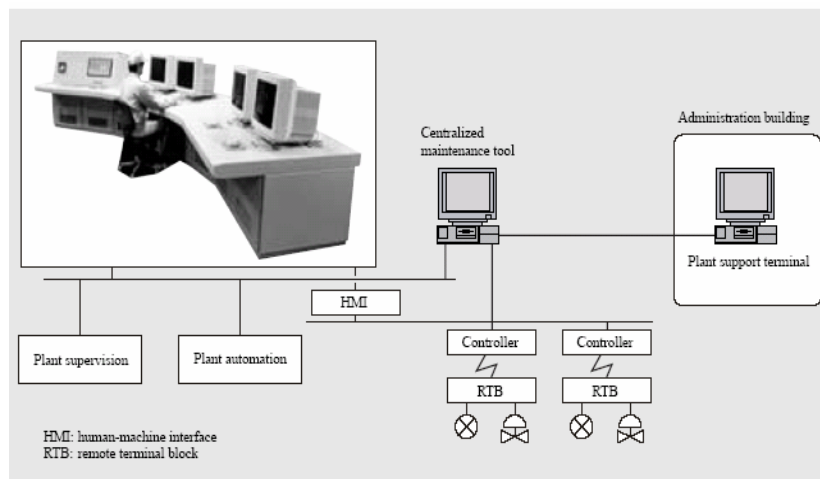 Administration building
Centralized
maintenance tool
Plant support terminal
HMI
Plant supervision
Plant automation
Controller
Controller
RTB
RTB
HMI: human-machine interface
RTB: remote terminal block